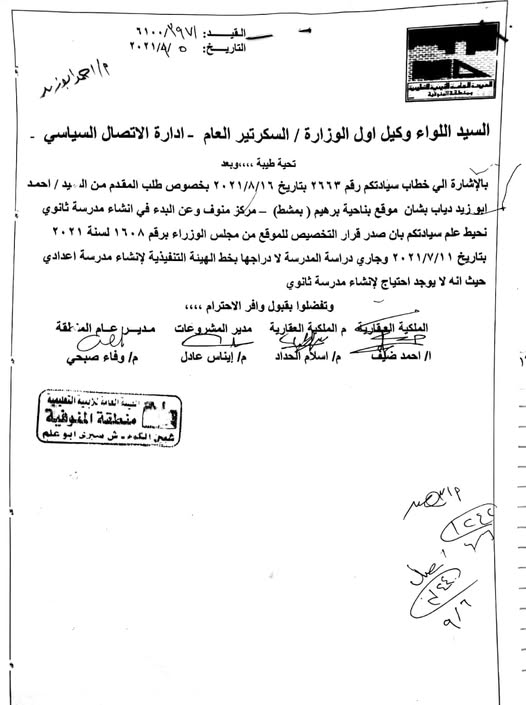 القيد: ٦١٠٠/٣٩٧١
التاريخ: ٢٠٢١/٩/٥
م/احمد ابوزيد
الهيئة العامة للأبنية التعليمية
بمنطقة المنوفية
السيد اللواء وكيل اول الوزارة / السكرتير العام - ادارة الاتصال السياسي -
تحية طيبة ،،،،وبعد
بالإشارة الي خطاب سيادتكم رقم ٢٦٦٣ بتاريخ ٢٠٢١/٨/١٦ بخصوص طلب المقدم من السيد / احمد
ابو زيد دياب بشان موقع بناحية برهيم ( بمشط) – مركز منوف وعن البدء في انشاء مدرسة ثانوي
نحيط علم سيادتكم بان صدر قرار التخصيص للموقع من مجلس الوزراء برقم ١٦٠٨ لسنة ٢٠٢١
بتاريخ ٢٠٢١/٧/١١ وجاري دراسة المدرسة لا دراجها بخط الهيئة التنفيذية لإنشاء مدرسة اعدادي
حيث انه لا يوجد احتياج لإنشاء مدرسة ثانوي
وتفضلوا بقبول وافر الاحترام ،،،،
الملكية العقارية م الملكية العقارية مدير المشروعات مدير عام المنطقة
ا/ احمد ضيف م/ اسلام الحداد م/ إيناس عادل م/ وفاء صبحي
الهيئة العامة للأبنية التعليمية
منطقة المنوفية
شبين الكوم - ش سيرى ابو علم
٩/٦